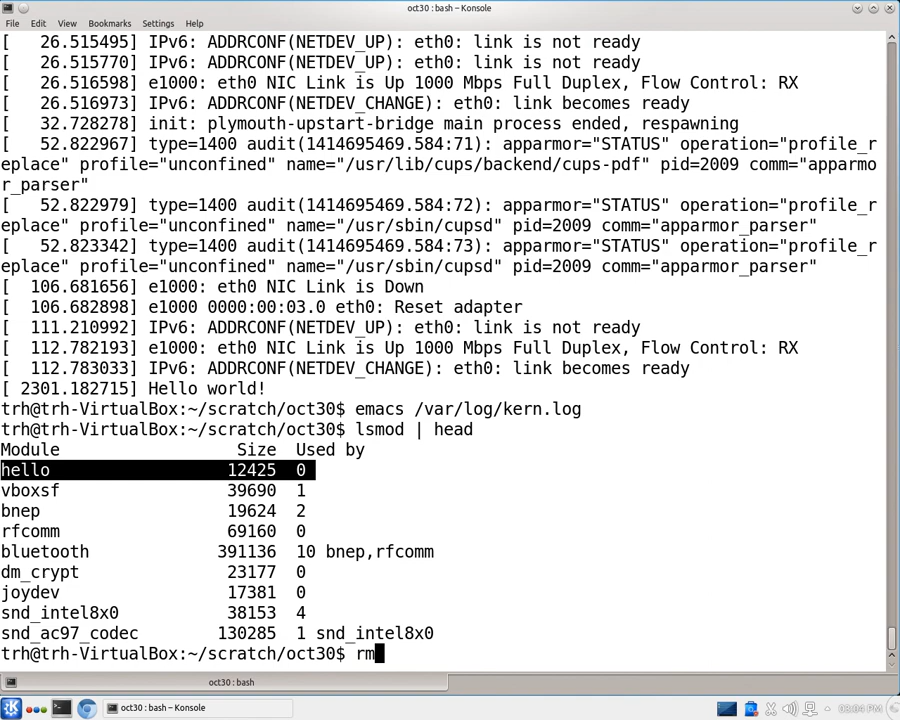 oct30 : bash – Konsole
File Edit View Bookmarks Settings Help
[   26.515495] IPv6: ADDRCONF(NETDEV_UP): eth0: link is not ready
[   26.515770] IPv6: ADDRCONF(NETDEV_UP): eth0: link is not ready
[   26.516598] e1000: eth0 NIC Link is Up 1000 Mbps Full Duplex, Flow Control: RX
[   26.516973] IPv6: ADDRCONF(NETDEV_CHANGE): eth0: link becomes ready
[   32.728278] init: plymouth-upstart-bridge main process ended, respawning
[   52.822967] type=1400 audit(1414695469.584:71): apparmor="STATUS" operation="profile_r
eplace" profile="unconfined" name="/usr/lib/cups/backend/cups-pdf" pid=2009 comm="apparmo
r_parser"
[   52.822979] type=1400 audit(1414695469.584:72): apparmor="STATUS" operation="profile_r
eplace" profile="unconfined" name="/usr/sbin/cupsd" pid=2009 comm="apparmor_parser"
[   52.823342] type=1400 audit(1414695469.584:73): apparmor="STATUS" operation="profile_r
eplace" profile="unconfined" name="/usr/sbin/cupsd" pid=2009 comm="apparmor_parser"
[  106.681656] e1000: eth0 NIC Link is Down
[  106.682898] e1000 0000:00:03.0 eth0: Reset adapter
[  111.210992] IPv6: ADDRCONF(NETDEV_UP): eth0: link is not ready
[  112.782193] e1000: eth0 NIC Link is Up 1000 Mbps Full Duplex, Flow Control: RX
[  112.783033] IPv6: ADDRCONF(NETDEV_CHANGE): eth0: link becomes ready
[ 2301.182715] Hello world!
trh@trh-VirtualBox:~/scratch/oct30$ emacs /var/log/kern.log
trh@trh-VirtualBox:~/scratch/oct30$ lsmod | head
Module                  Size  Used by
hello                  12425  0
vboxsf                 39690  1
bnep                   19624  2
rfcomm                 69160  0
bluetooth             391136  10 bnep,rfcomm
dm_crypt               23177  0
joydev                 17381  0
snd_intel8x0           38153  4
snd_ac97_codec        130285  1 snd_intel8x0
trh@trh-VirtualBox:~/scratch/oct30$ rm
oct30 : bash
oct30 : bash – Konsole
03:04 PM